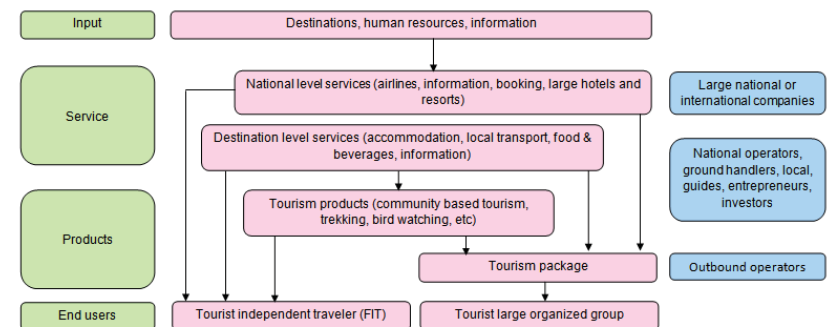 Input
Destinations, human resources, information
National level services (airlines, information, booking, large hotels and
resorts)
Large national or
international companies
Service
Destination level services (accommodation, local transport, food &
beverages, information)
National operators,
ground handlers, local,
guides, entrepreneurs,
investors
Tourism products (community based tourism,
trekking, bird watching, etc)
Products
Tourism package
Outbound operators
End users
Tourist independent traveler (FIT)
Tourist large organized group